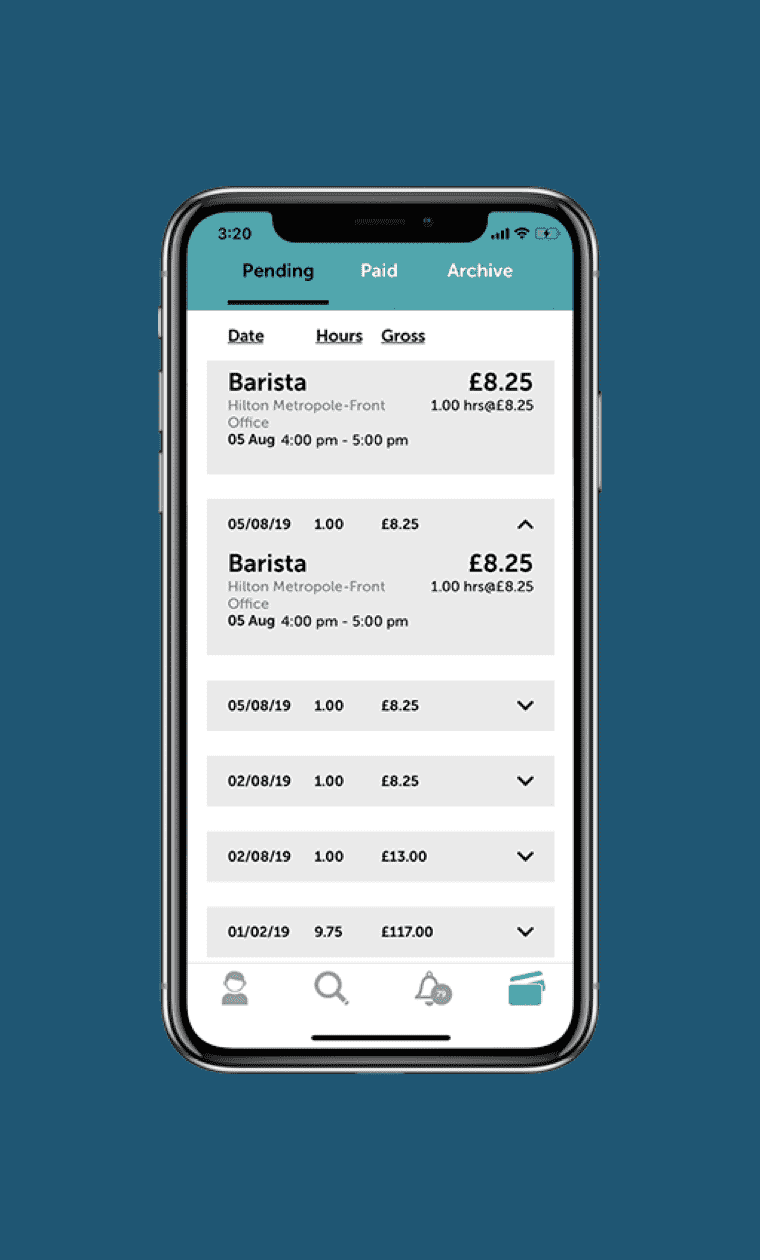 3:20
Pending Paid Archive
Date Hours Gross
Barista £8.25
Hilton Metropole-Front 1.00 hrs@£8.25
Office
05 Aug 4:00 pm - 5:00 pm
05/08/19 1.00 £8.25
Barista £8.25
Hilton Metropole-Front 1.00 hrs@£8.25
Office
05 Aug 4:00 pm - 5:00 pm
05/08/19 1.00 £8.25
02/08/19 1.00 £8.25
02/08/19 1.00 £13.00
01/02/19 9.75 £117.00
79